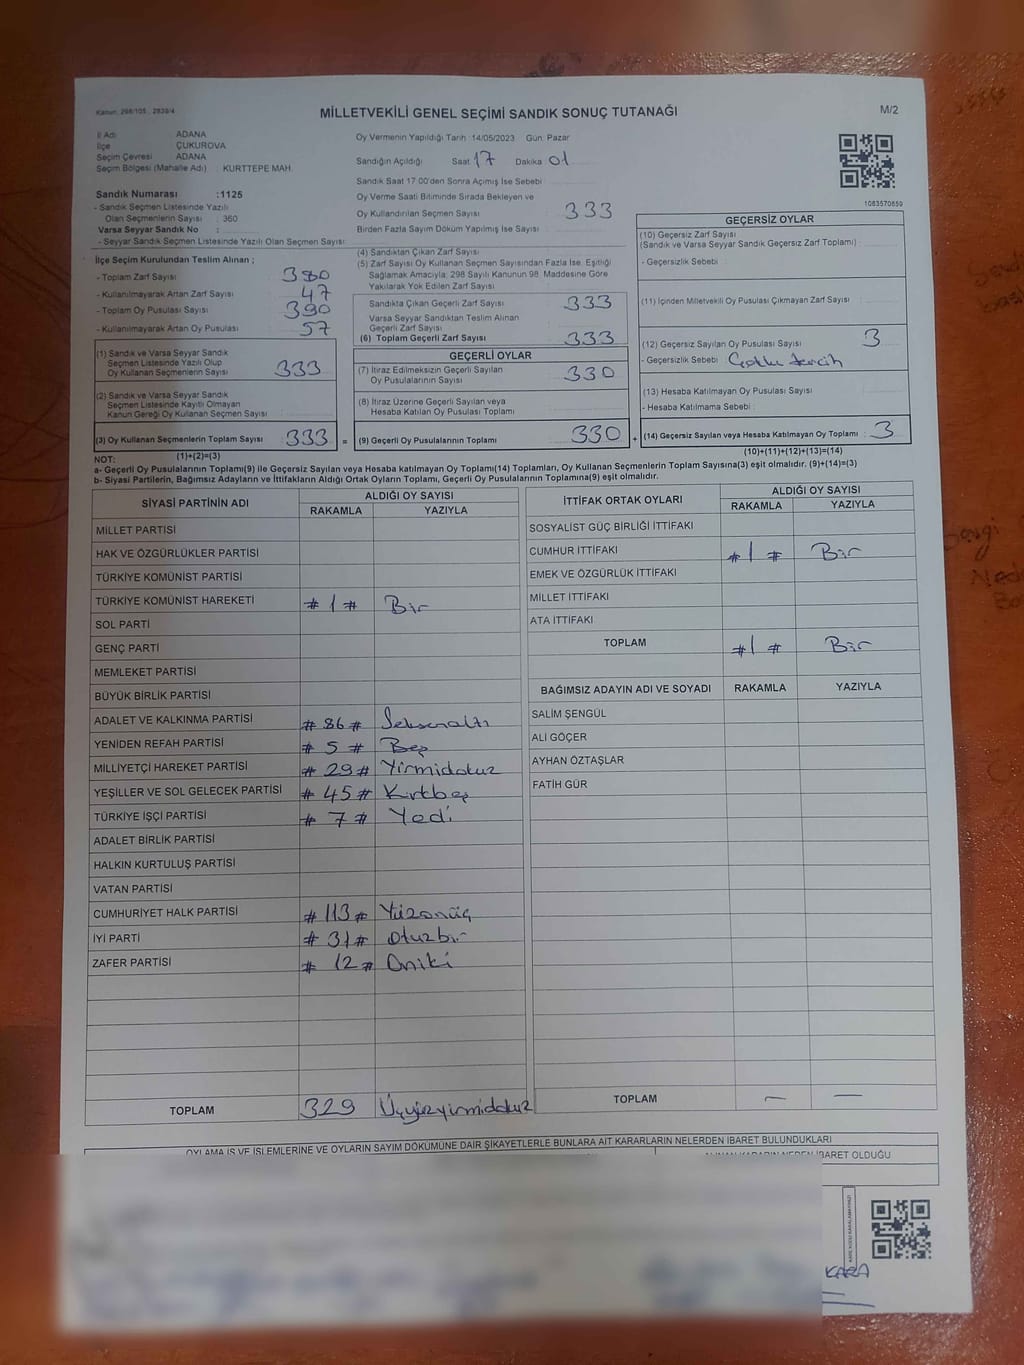 Kanun: 298/105 , 2839/4
MİLLETVEKİLİ GENEL SEÇİMİ SANDIK SONUÇ TUTANAĞI
M/2
İl Adı ADANA
İlçe ÇUKUROVA
Seçim Çevresi ADANA
Seçim Bölgesi (Mahalle Adı) : KURTTEPE MAH.
Sandık Numarası :1125
- Sandık Seçmen Listesinde Yazılı
Olan Seçmenlerin Sayısı : 360
Varsa Seyyar Sandık No :
- Seyyar Sandık Seçmen Listesinde Yazılı Olan Seçmen Sayısı:
İlçe Seçim Kurulundan Teslim Alınan ;
- Toplam Zarf Sayısı 380
- Kullanılmayarak Artan Zarf Sayısı 47
- Toplam Oy Pusulası Sayısı 390
- Kullanılmayarak Artan Oy Pusulası 57
(1) Sandık ve Varsa Seyyar Sandık
Seçmen Listesinde Yazılı Olup
Oy Kullanan Seçmenlerin Sayısı 333
(2) Sandık ve Varsa Seyyar Sandık
Seçmen Listesinde Kayıtlı Olmayan
Kanun Gereği Oy Kullanan Seçmen Sayısı
(3) Oy Kullanan Seçmenlerin Toplam Sayısı 333 =
(1)+(2)=(3)
Oy Vermenin Yapıldığı Tarih :14/05/2023 Gün: Pazar
Sandığın Açıldığı Saat 17 Dakika 01
Sandık Saat 17:00'den Sonra Açımış İse Sebebi :
Oy Verme Saati Bitiminde Sırada Bekleyen ve
Oy Kullandırılan Seçmen Sayısı : 333
Birden Fazla Sayım Döküm Yapılmış İse Sayısı :
(4) Sandıktan Çıkan Zarf Sayısı
(5) Zarf Sayısı Oy Kullanan Seçmen Sayısından Fazla İse, Eşitliği
Sağlamak Amacıyla; 298 Sayılı Kanunun 98. Maddesine Göre
Yakılarak Yok Edilen Zarf Sayısı
Sandıkta Çıkan Geçerli Zarf Sayısı 333
Varsa Seyyar Sandıktan Teslim Alınan
Geçerli Zarf Sayısı
(6) Toplam Geçerli Zarf Sayısı 333
GEÇERLİ OYLAR
(7) İtiraz Edilmeksizin Geçerli Sayılan
Oy Pusulalarının Sayısı 330
(8) İtiraz Üzerine Geçerli Sayılan veya
Hesaba Katılan Oy Pusulası Toplamı
(9) Geçerli Oy Pusulalarının Toplamı 330 +
1083570859
GEÇERSİZ OYLAR
(10) Geçersiz Zarf Sayısı
(Sandık ve Varsa Seyyar Sandık Geçersiz Zarf Toplamı) :
- Geçersizlik Sebebi :
(11) İçinden Milletvekili Oy Pusulası Çıkmayan Zarf Sayısı :
(12) Geçersiz Sayılan Oy Pusulası Sayısı : 3
- Geçersizlik Sebebi : Çoklu tercih
(13) Hesaba Katılmayan Oy Pusulası Sayısı :
- Hesaba Katılmama Sebebi :
(14) Geçersiz Sayılan veya Hesaba Katılmayan Oy Toplamı : 3
(10)+(11)+(12)+(13)=(14)
NOT:
a- Geçerli Oy Pusulalarının Toplamı(9) ile Geçersiz Sayılan veya Hesaba katılmayan Oy Toplamı(14) Toplamları, Oy Kullanan Seçmenlerin Toplam Sayısına(3) eşit olmalıdır. (9)+(14)=(3)
b- Siyasi Partilerin, Bağımsız Adayların ve İttifakların Aldığı Ortak Oyların Toplamı, Geçerli Oy Pusulalarının Toplamına(9) eşit olmalıdır.
SİYASİ PARTİNİN ADI ALDIĞI OY SAYISI
RAKAMLA YAZIYLA
MİLLET PARTİSİ
HAK VE ÖZGÜRLÜKLER PARTİSİ
TÜRKİYE KOMÜNİST PARTİSİ
TÜRKİYE KOMÜNİST HAREKETİ # 1 # Bir
SOL PARTİ
GENÇ PARTİ
MEMLEKET PARTİSİ
BÜYÜK BİRLİK PARTİSİ
ADALET VE KALKINMA PARTİSİ # 86 # Seksenaltı
YENİDEN REFAH PARTİSİ # 5 # Beş
MİLLİYETÇİ HAREKET PARTİSİ # 29 # Yirmidokuz
YEŞİLLER VE SOL GELECEK PARTİSİ # 45 # Kırtbeş
TÜRKİYE İŞÇİ PARTİSİ # 7 # Yedi
ADALET BİRLİK PARTİSİ
HALKIN KURTULUŞ PARTİSİ
VATAN PARTİSİ
CUMHURİYET HALK PARTİSİ # 113 # Yüzonüç
İYİ PARTİ # 31 # Otuzbir
ZAFER PARTİSİ # 12 # Oniki
TOPLAM 329 Üçyüzyirmidokuz
İTTİFAK ORTAK OYLARI ALDIĞI OY SAYISI
RAKAMLA YAZIYLA
SOSYALİST GÜÇ BİRLİĞİ İTTİFAKI
CUMHUR İTTİFAKI # 1 # Bir
EMEK VE ÖZGÜRLÜK İTTİFAKI
MİLLET İTTİFAKI
ATA İTTİFAKI
TOPLAM # 1 # Bir
BAĞIMSIZ ADAYIN ADI VE SOYADI RAKAMLA YAZIYLA
SALİM ŞENGÜL
ALİ GÖÇER
AYHAN ÖZTAŞLAR
FATİH GÜR
TOPLAM — —
OYLAMA İŞ VE İŞLEMLERİNE VE OYLARIN SAYIM DÖKÜMÜNE DAİR ŞİKAYETLERLE BUNLARA AİT KARARLARIN NELERDEN İBARET BULUNDUKLARI
ALINAN KARARIN NEDEN İBARET OLDUĞU
KARA